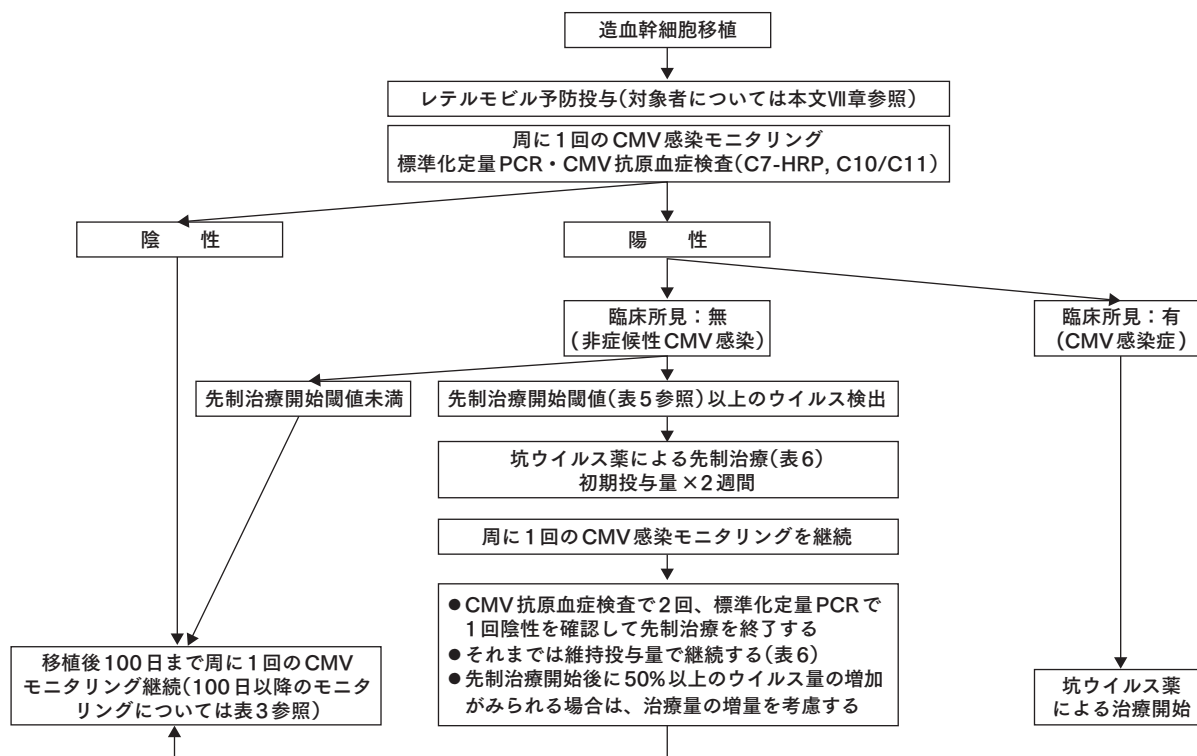 造血幹細胞移植
レテルモビル予防投与(対象者については本文Ⅶ章参照)
周に1回のCMV感染モニタリング
標準化定量PCR・CMV抗原血症検査(C7-HRP, C10/C11)
陰 性
陽 性
臨床所見:無
(非症候性CMV感染)
臨床所見:有
(CMV感染症)
先制治療開始閾値未満
先制治療開始閾値(表5参照)以上のウイルス検出
坑ウイルス薬による先制治療(表6)
初期投与量×2週間
周に1回のCMV感染モニタリングを継続
●CMV抗原血症検査で2回、標準化定量PCRで
1回陰性を確認して先制治療を終了する
●それまでは維持投与量で継続する(表6)
●先制治療開始後に50%以上のウイルス量の増加
がみられる場合は、治療量の増量を考慮する
移植後100日まで周に1回のCMV
モニタリング継続(100日以降のモニタ
リングについては表3参照)
坑ウイルス薬
による治療開始